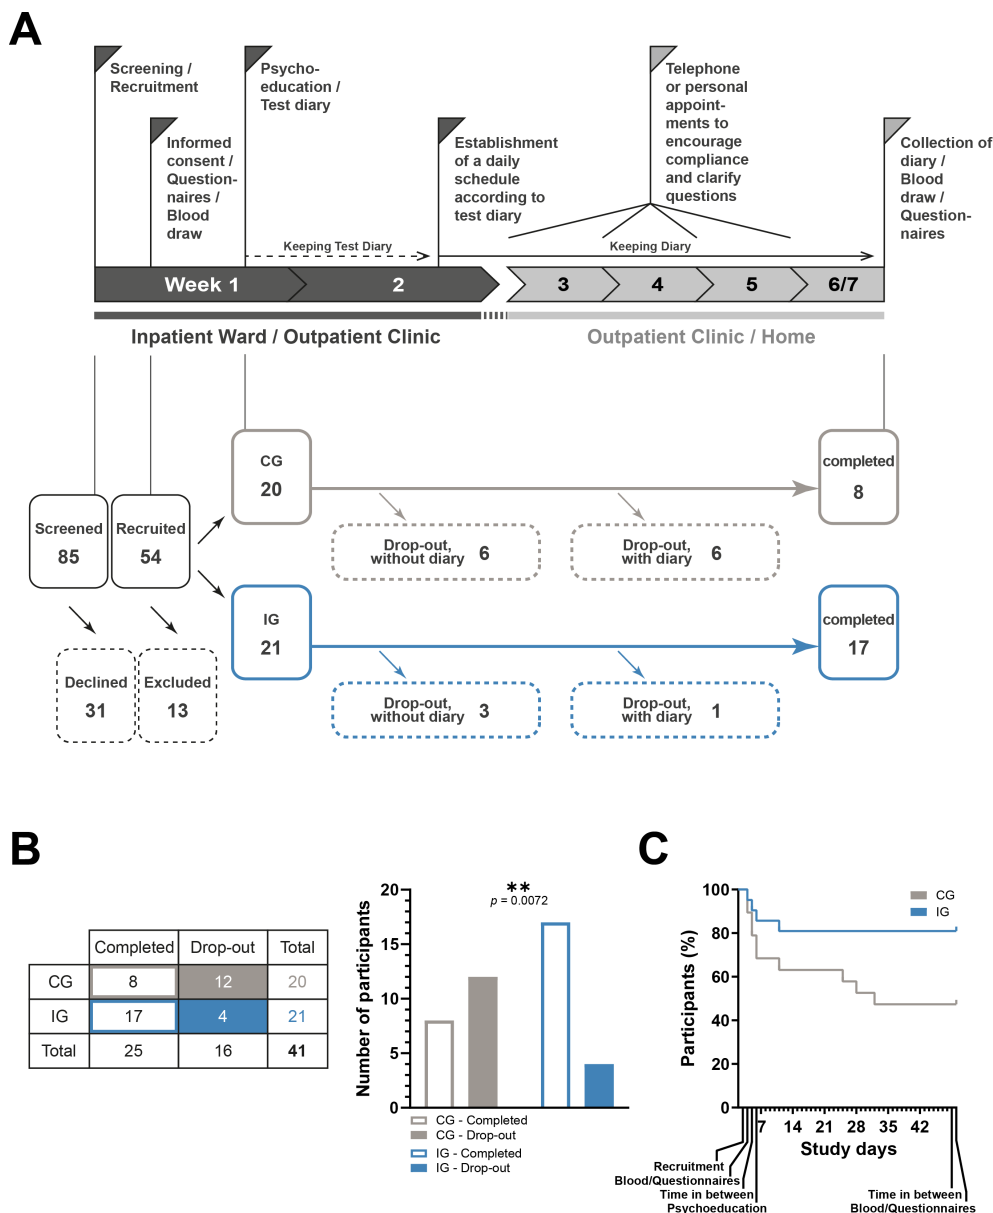 A
Screening /
Recruitment
Psycho-
education /
Test diary
Informed
consent /
Question-
naires /
Blood
draw
Establishment
of a daily
schedule
according to
test diary
Telephone
or personal
appoint-
ments to
encourage
compliance
and clarify
questions
Collection of
diary /
Blood
draw /
Question-
naires
Keeping Test Diary
Keeping Diary
Week 1
2
3
4
5
6/7
Inpatient Ward / Outpatient Clinic
Outpatient Clinic / Home
Screened
85
Recruited
54
Declined
31
Excluded
13
CG
20
Drop-out,
without diary 6
Drop-out,
with diary 6
completed
8
IG
21
Drop-out,
without diary 3
Drop-out,
with diary 1
completed
17
B
Completed Drop-out Total
CG 8 12 20
IG 17 4 21
Total 25 16 41
Number of participants
20
15
10
5
0
**
p = 0.0072
CG - Completed
CG - Drop-out
IG - Completed
IG - Drop-out
C
Participants (%)
100
80
60
40
20
0
CG
IG
7 14 21 28 35 42
Study days
Recruitment
Blood/Questionnaires
Time in between
Psychoeducation
Time in between
Blood/Questionnaires